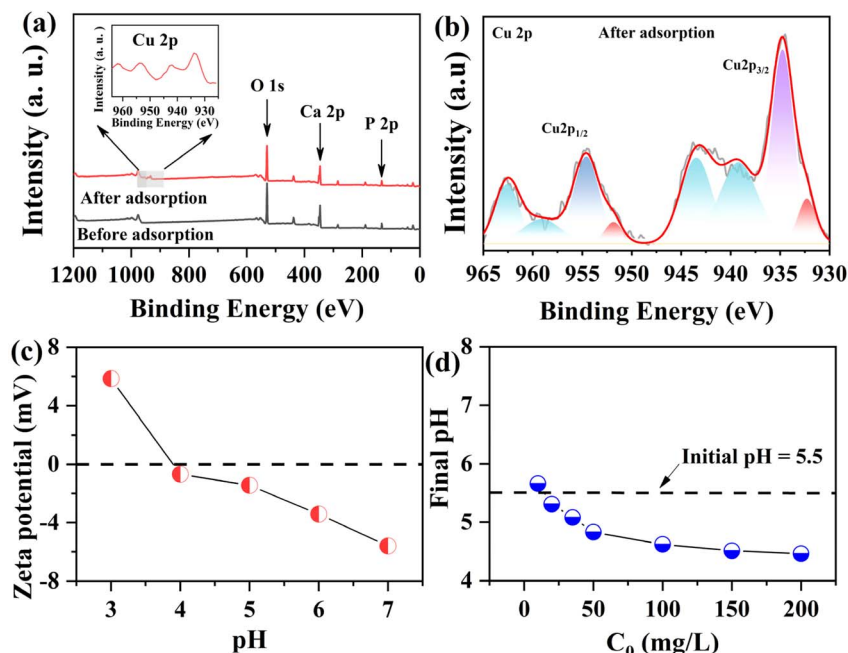 (a)
Cu 2p
Intensity (a. u.)
960 950 940 930
Binding Energy (eV)
O 1s
Ca 2p
P 2p
After adsorption
Before adsorption
Intensity (a. u.)
1200 1000 800 600 400 200 0
Binding Energy (eV)
(b)
Cu 2p After adsorption
Cu2p1/2
Cu2p3/2
Intensity (a.u)
965 960 955 950 945 940 935 930
Binding Energy (eV)
(c)
Zeta potential (mV)
8
4
0
-4
-8
3 4 5 6 7
pH
(d)
Final pH
8
7
6
5
4
Initial pH = 5.5
0 50 100 150 200
C0 (mg/L)